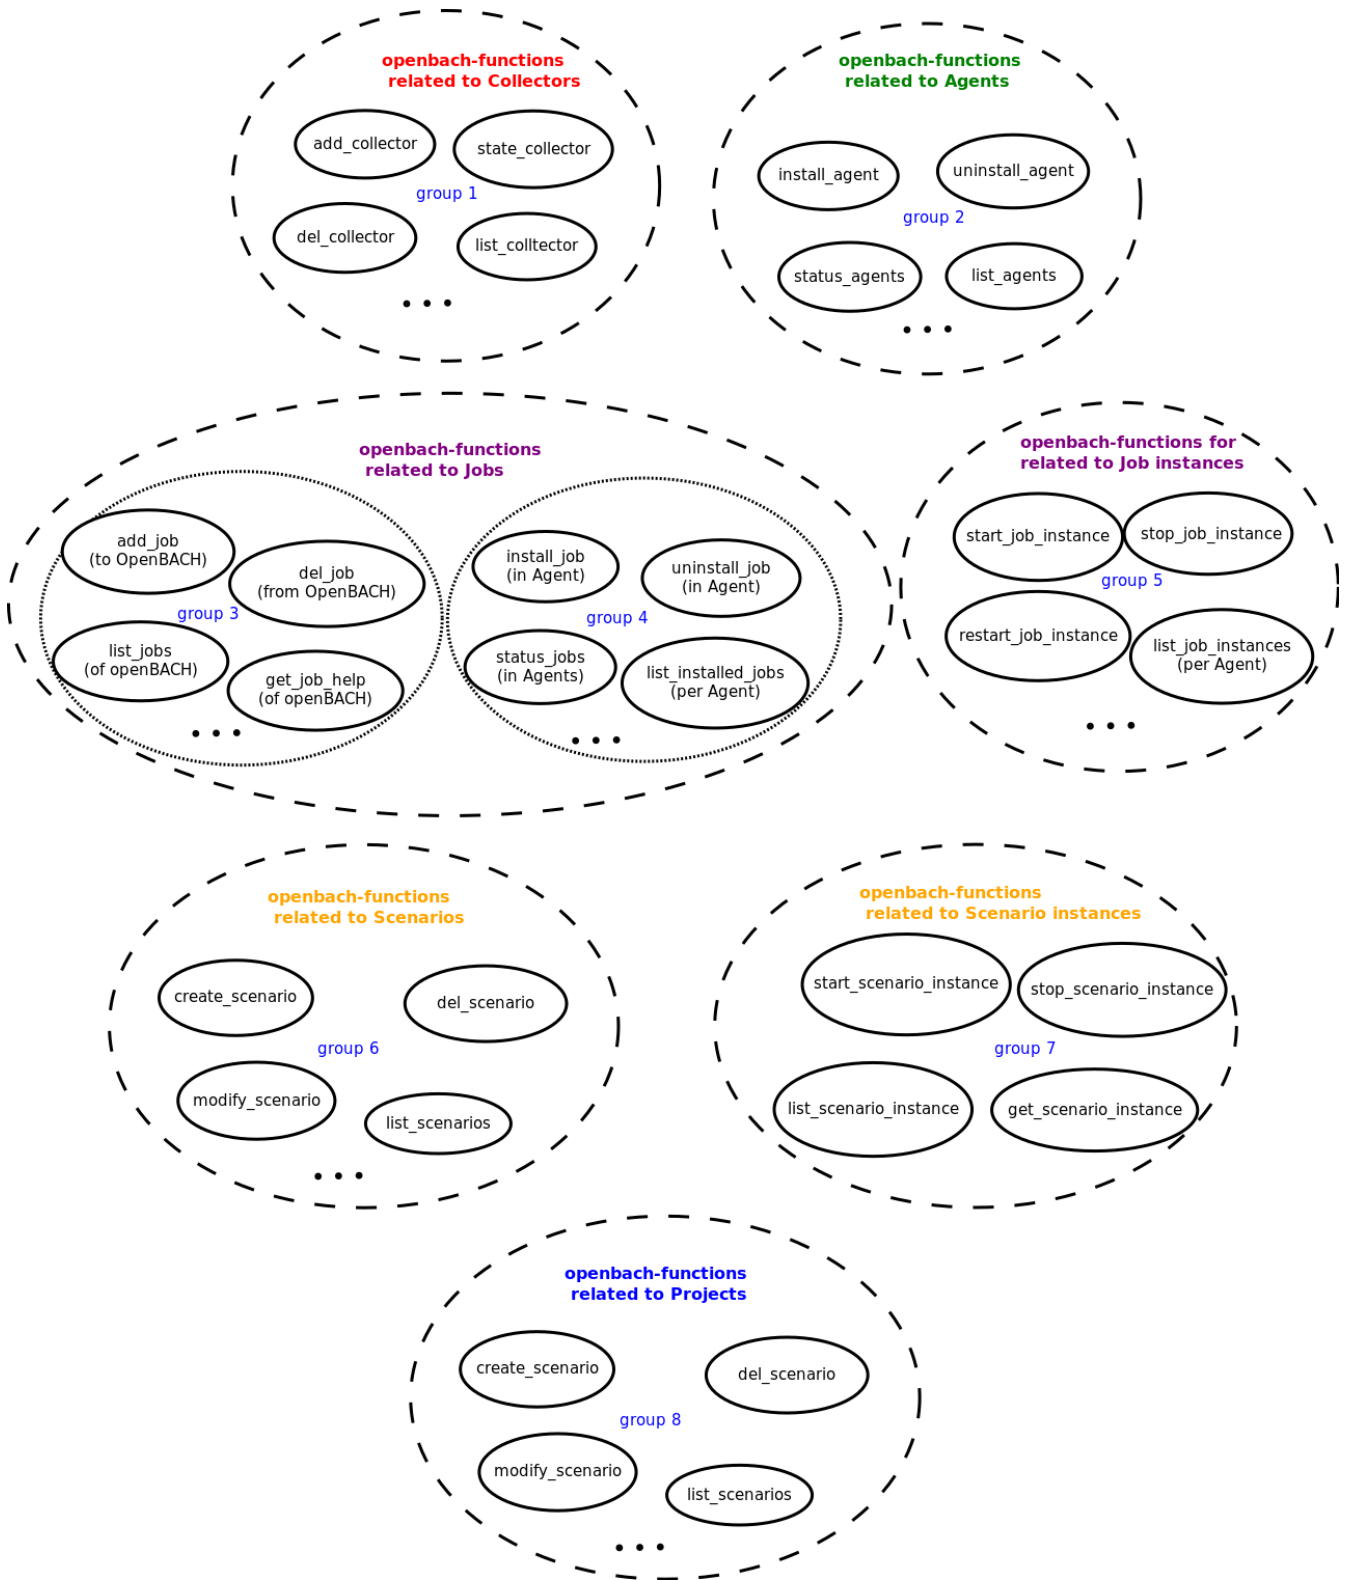 openbach-functions
related to Collectors
add_collector
state_collector
group 1
del_collector
list_colltector
openbach-functions
related to Agents
install_agent
uninstall_agent
group 2
status_agents
list_agents
openbach-functions
related to Jobs
add_job
(to OpenBACH)
del_job
(from OpenBACH)
group 3
list_jobs
(of openBACH)
get_job_help
(of openBACH)
install_job
(in Agent)
uninstall_job
(in Agent)
group 4
status_jobs
(in Agents)
list_installed_jobs
(per Agent)
openbach-functions for
related to Job instances
start_job_instance
stop_job_instance
group 5
restart_job_instance
list_job_instances
(per Agent)
openbach-functions
related to Scenarios
create_scenario
del_scenario
group 6
modify_scenario
list_scenarios
openbach-functions
related to Scenario instances
start_scenario_instance
stop_scenario_instance
group 7
list_scenario_instance
get_scenario_instance
openbach-functions
related to Projects
create_scenario
del_scenario
group 8
modify_scenario
list_scenarios